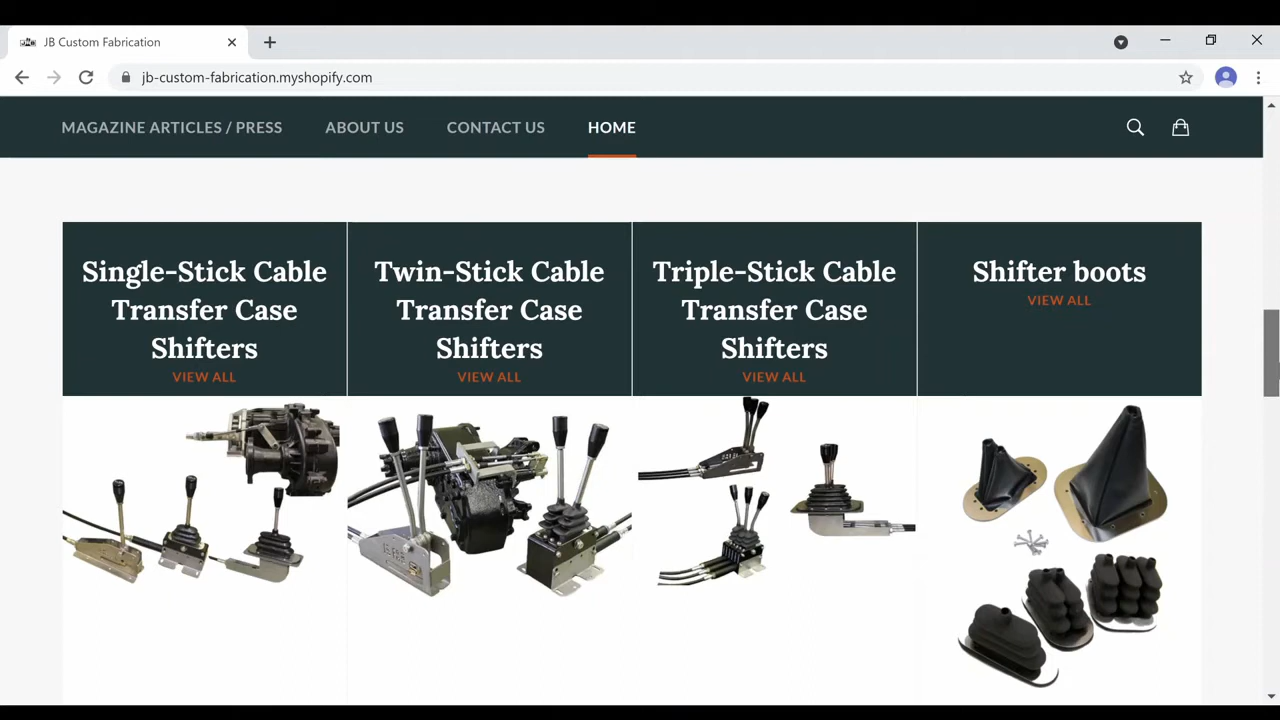 JB Custom Fabrication
jb-custom-fabrication.myshopify.com
MAGAZINE ARTICLES / PRESS
ABOUT US
CONTACT US
HOME
Single-Stick Cable
Transfer Case
Shifters
VIEW ALL
Twin-Stick Cable
Transfer Case
Shifters
VIEW ALL
Triple-Stick Cable
Transfer Case
Shifters
VIEW ALL
Shifter boots
VIEW ALL